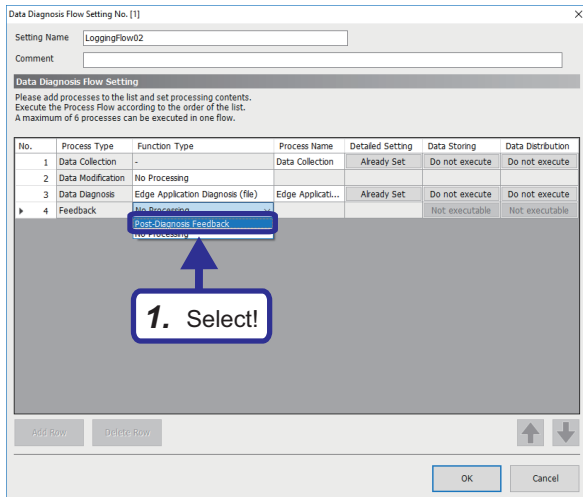 Data Diagnosis Flow Setting No. [1]
Setting Name LoggingFlow02
Comment
Data Diagnosis Flow Setting
Please add processes to the list and set processing contents.
Execute the Process Flow according to the order of the list.
A maximum of 6 processes can be executed in one flow.
No. Process Type Function Type Process Name Detailed Setting Data Storing Data Distribution
1 Data Collection - Data Collection Already Set Do not execute Do not execute
2 Data Modification No Processing
3 Data Diagnosis Edge Application Diagnosis (file) Edge Applicati... Already Set Do not execute Do not execute
4 Feedback No Processing Not executable Not executable
Post-Diagnosis Feedback
No Processing
1. Select!
Add Row Delete Row
OK Cancel